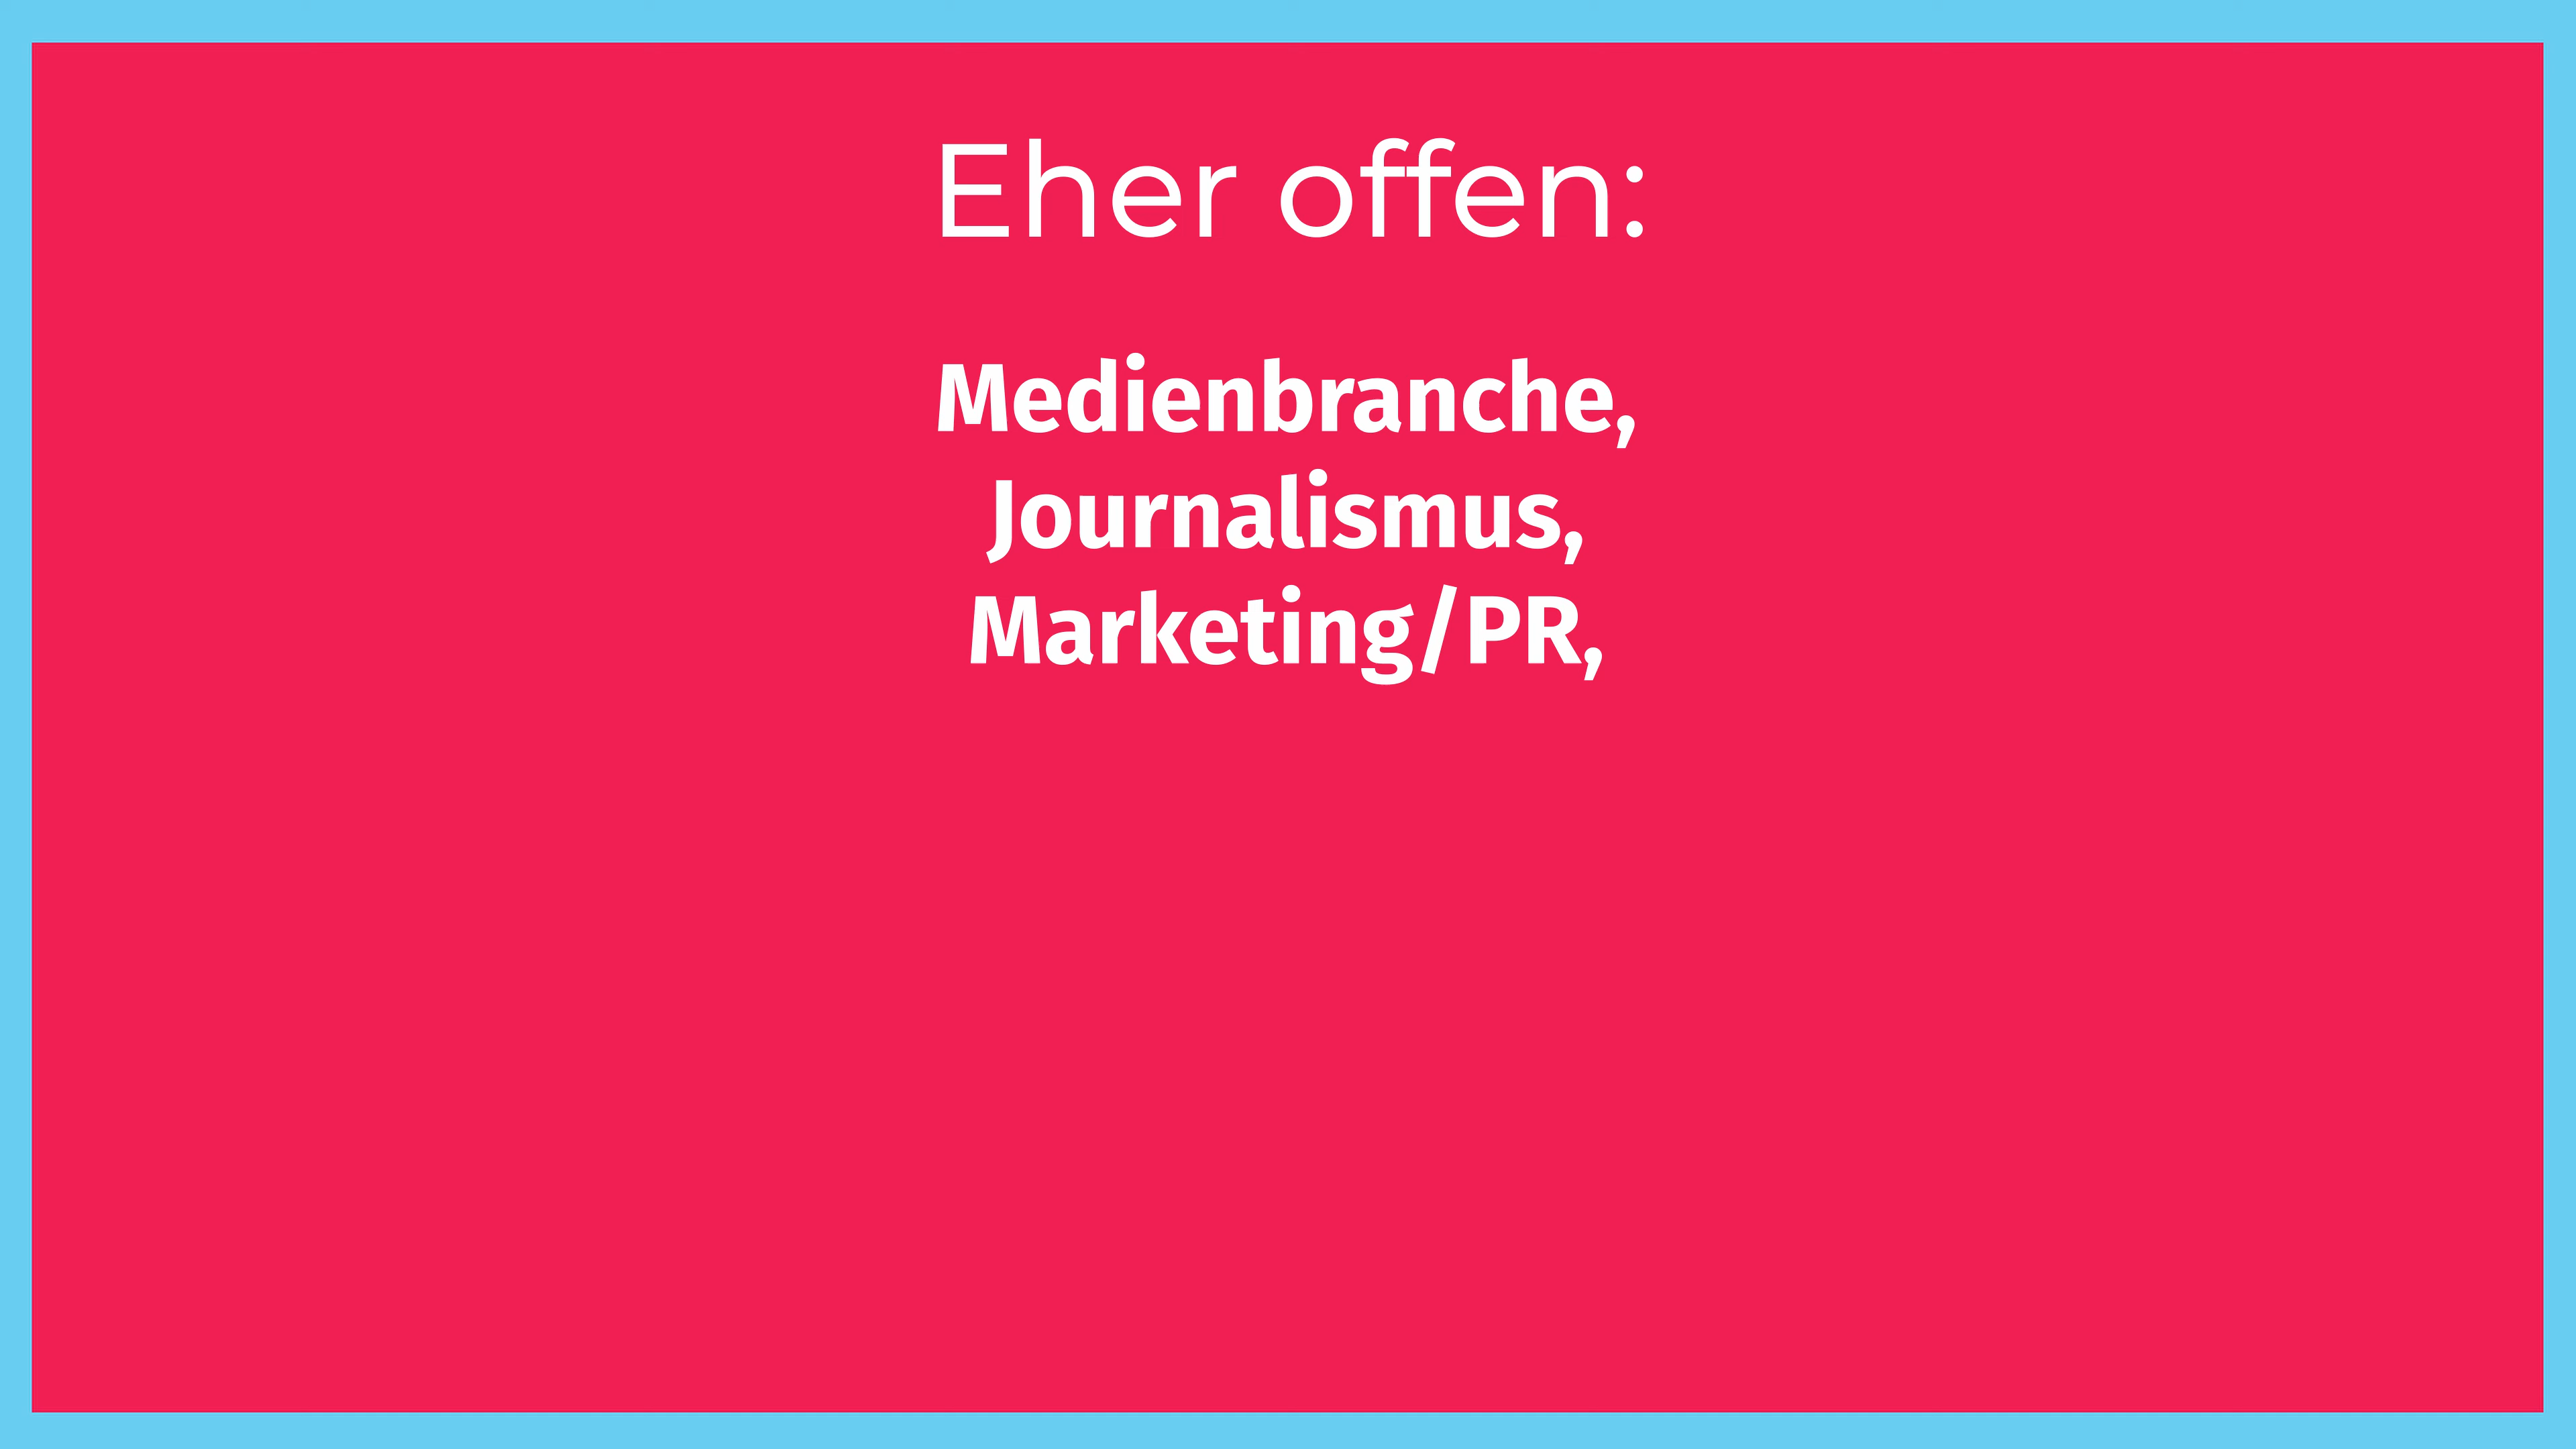 Eher offen:
Medienbranche,
Journalismus,
Marketing/PR,